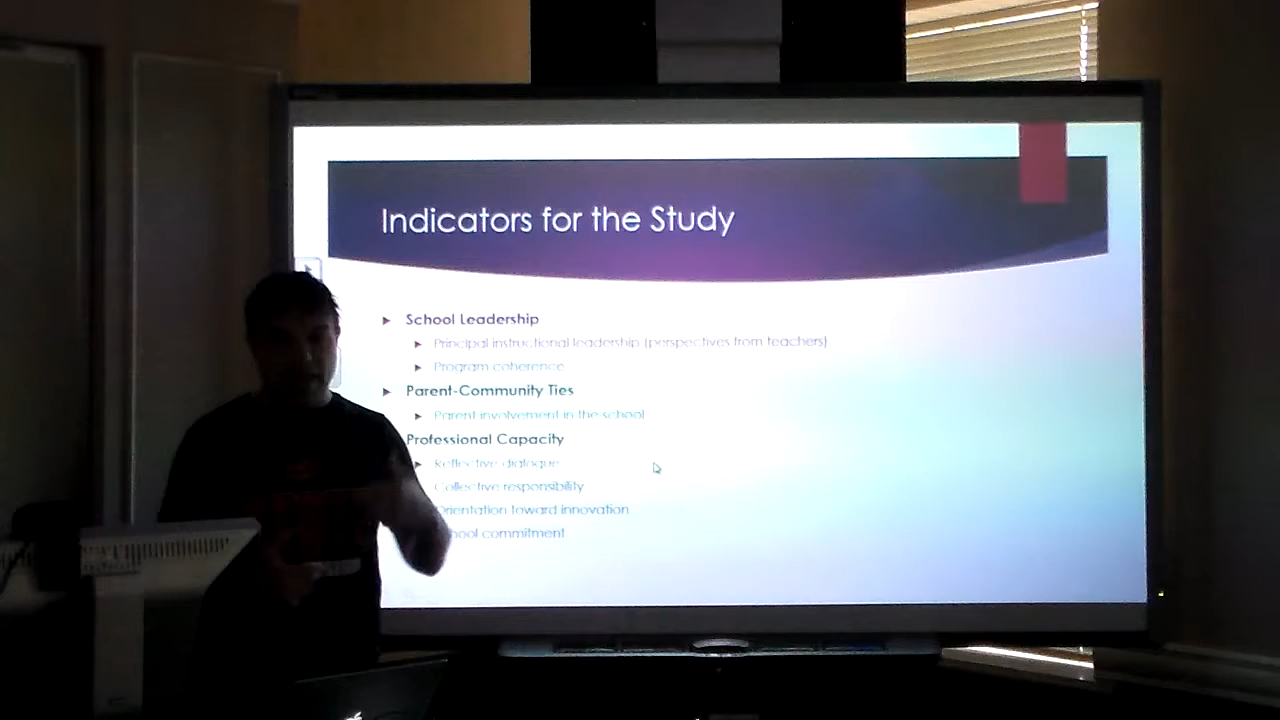 Indicators for the Study
School Leadership
Principal instructional leadership (perspectives from teachers)
Program coherence
Parent-Community Ties
Parent involvement in the school
Professional Capacity
Reflective dialogue
Collective responsibility
Orientation toward innovation
hool commitment